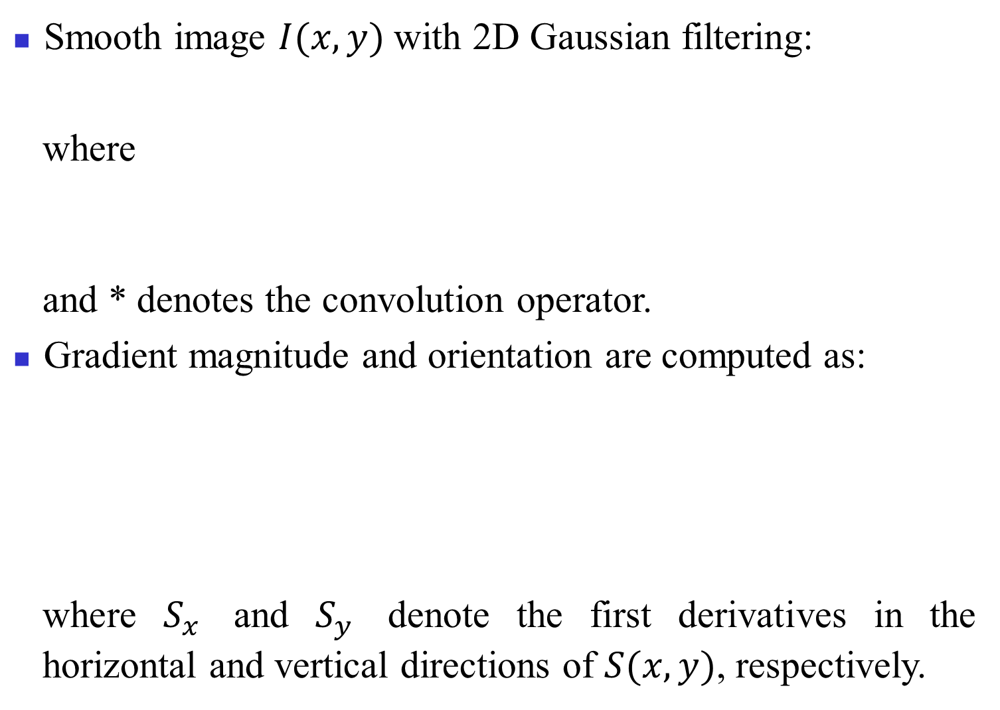 ▪ Smooth image I(x, y) with 2D Gaussian filtering:
where
and * denotes the convolution operator.
▪ Gradient magnitude and orientation are computed as:
where Sₓ and S_y denote the first derivatives in the
horizontal and vertical directions of S(x, y), respectively.